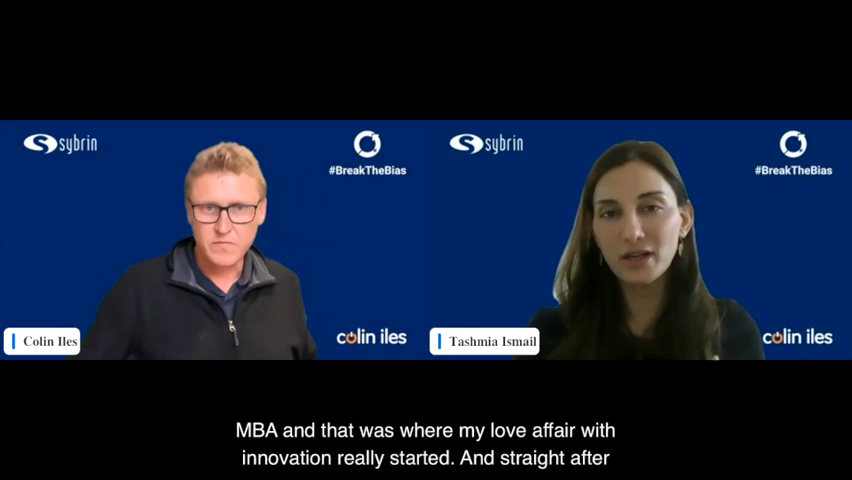 sybrin
#BreakTheBias
sybrin
#BreakTheBias
Colin Iles
colin iles
Tashmia Ismail
colin iles
MBA and that was where my love affair with
innovation really started. And straight after